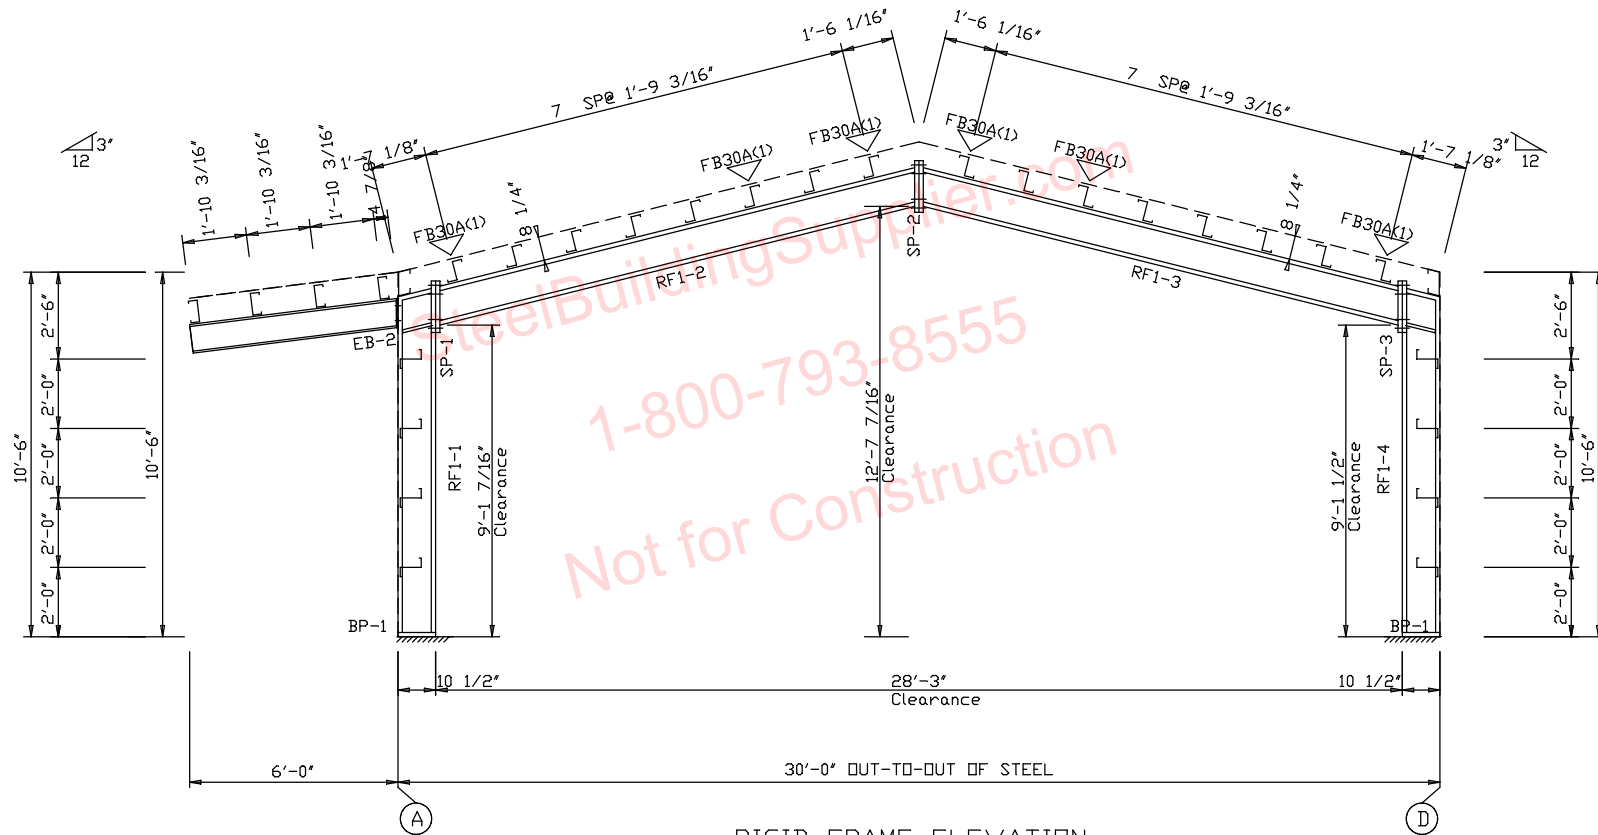 1'-6 1/16"
1'-6 1/16"
7 SP@ 1'-9 3/16"
7 SP@ 1'-9 3/16"
3"
12
3"
12
1'-10 3/16"
1'-10 3/16"
1'-10 3/16"
4 7/8"
1'-7 1/8"
1'-7 1/8"
FB30A(1)
FB30A(1)
FB30A(1)
FB30A(1)
FB30A(1)
FB30A(1)
8 1/4"
8 1/4"
SP-2
RF1-2
RF1-3
EB-2
SP-1
SP-3
SteelBuildingSupplier.com
1-800-793-8555
Not for Construction
10'-6"
2'-6"
2'-0"
2'-0"
2'-0"
2'-0"
10'-6"
RF1-1
9'-1 7/16"
Clearance
12'-7 7/16"
Clearance
9'-1 1/2"
Clearance
RF1-4
2'-6"
2'-0"
2'-0"
2'-0"
2'-0"
10'-6"
BP-1
BP-1
10 1/2"
28'-3"
Clearance
10 1/2"
6'-0"
30'-0" OUT-TO-OUT OF STEEL
A
D
RIGID FRAME ELEVATION